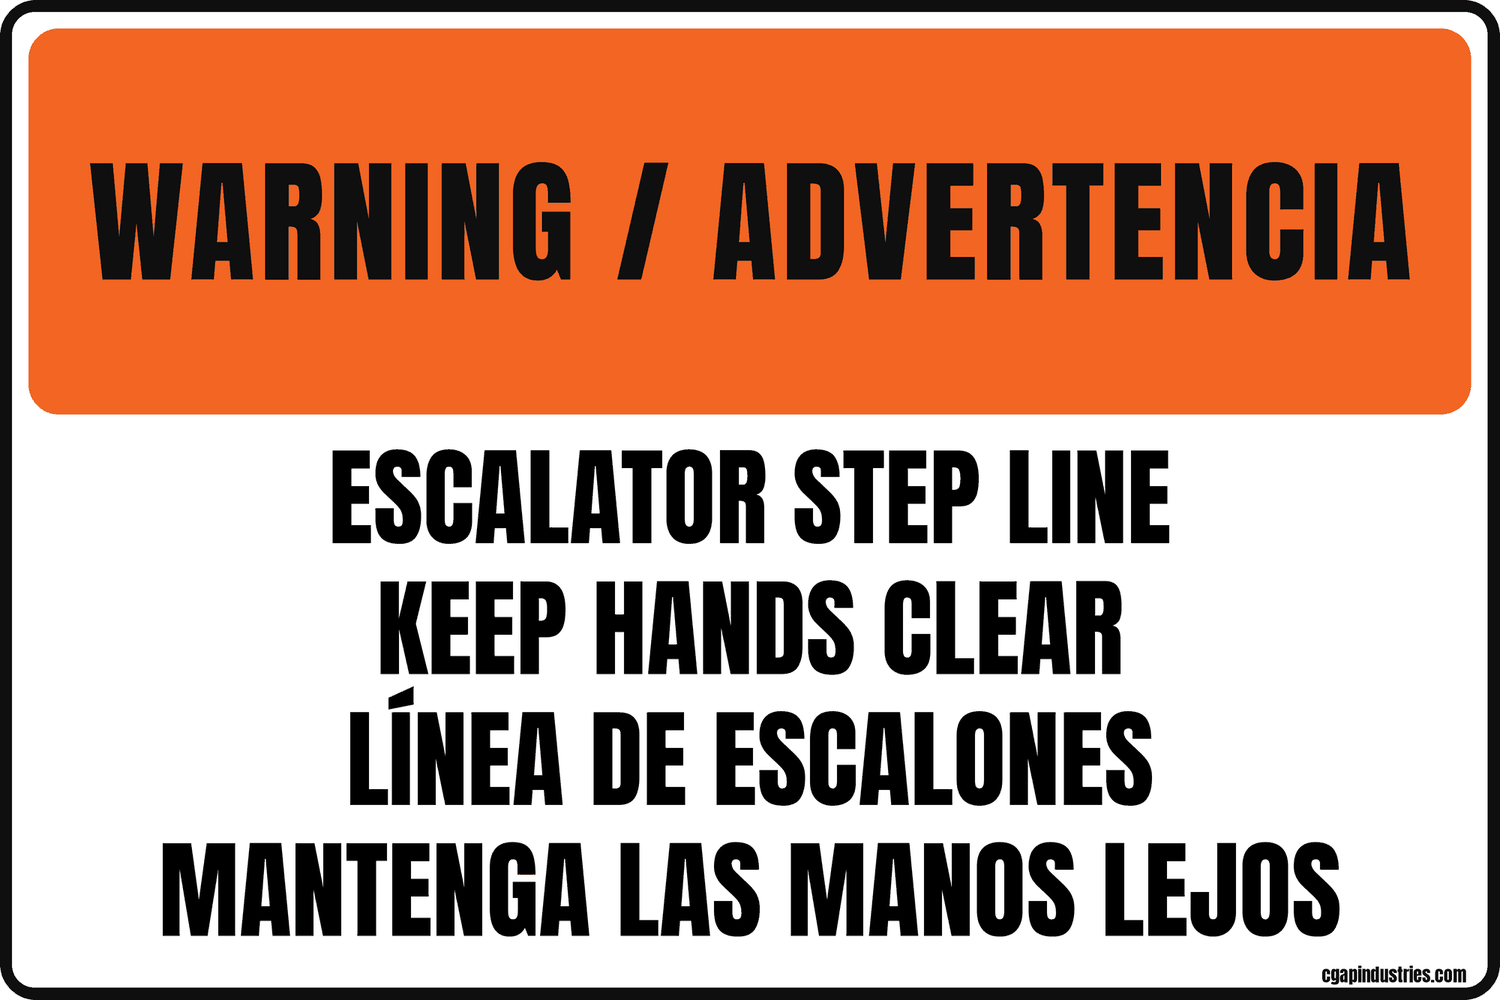 WARNING / ADVERTENCIA
ESCALATOR STEP LINE
KEEP HANDS CLEAR
LÍNEA DE ESCALONES
MANTENGA LAS MANOS LEJOS
cgapindustries.com